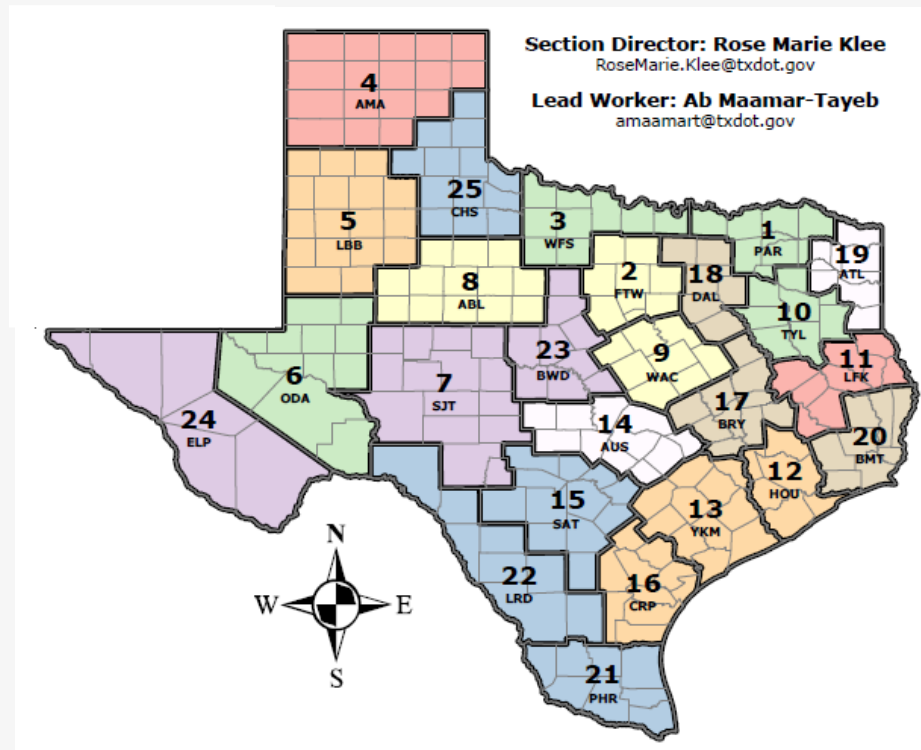 Section Director: Rose Marie Klee
RoseMarie.Klee@txdot.gov
Lead Worker: Ab Maamar-Tayeb
amaamart@txdot.gov
4
AMA
25
CHS
5
LBB
3
WFS
1
PAR
19
ATL
2
FTW
18
DAL
8
ABL
10
TYL
23
BWD
9
WAC
11
LFK
6
ODA
7
SJT
17
BRY
24
ELP
14
AUS
20
BMT
12
HOU
15
SAT
13
YKM
22
LRD
16
CRP
21
PHR
N
W E
S